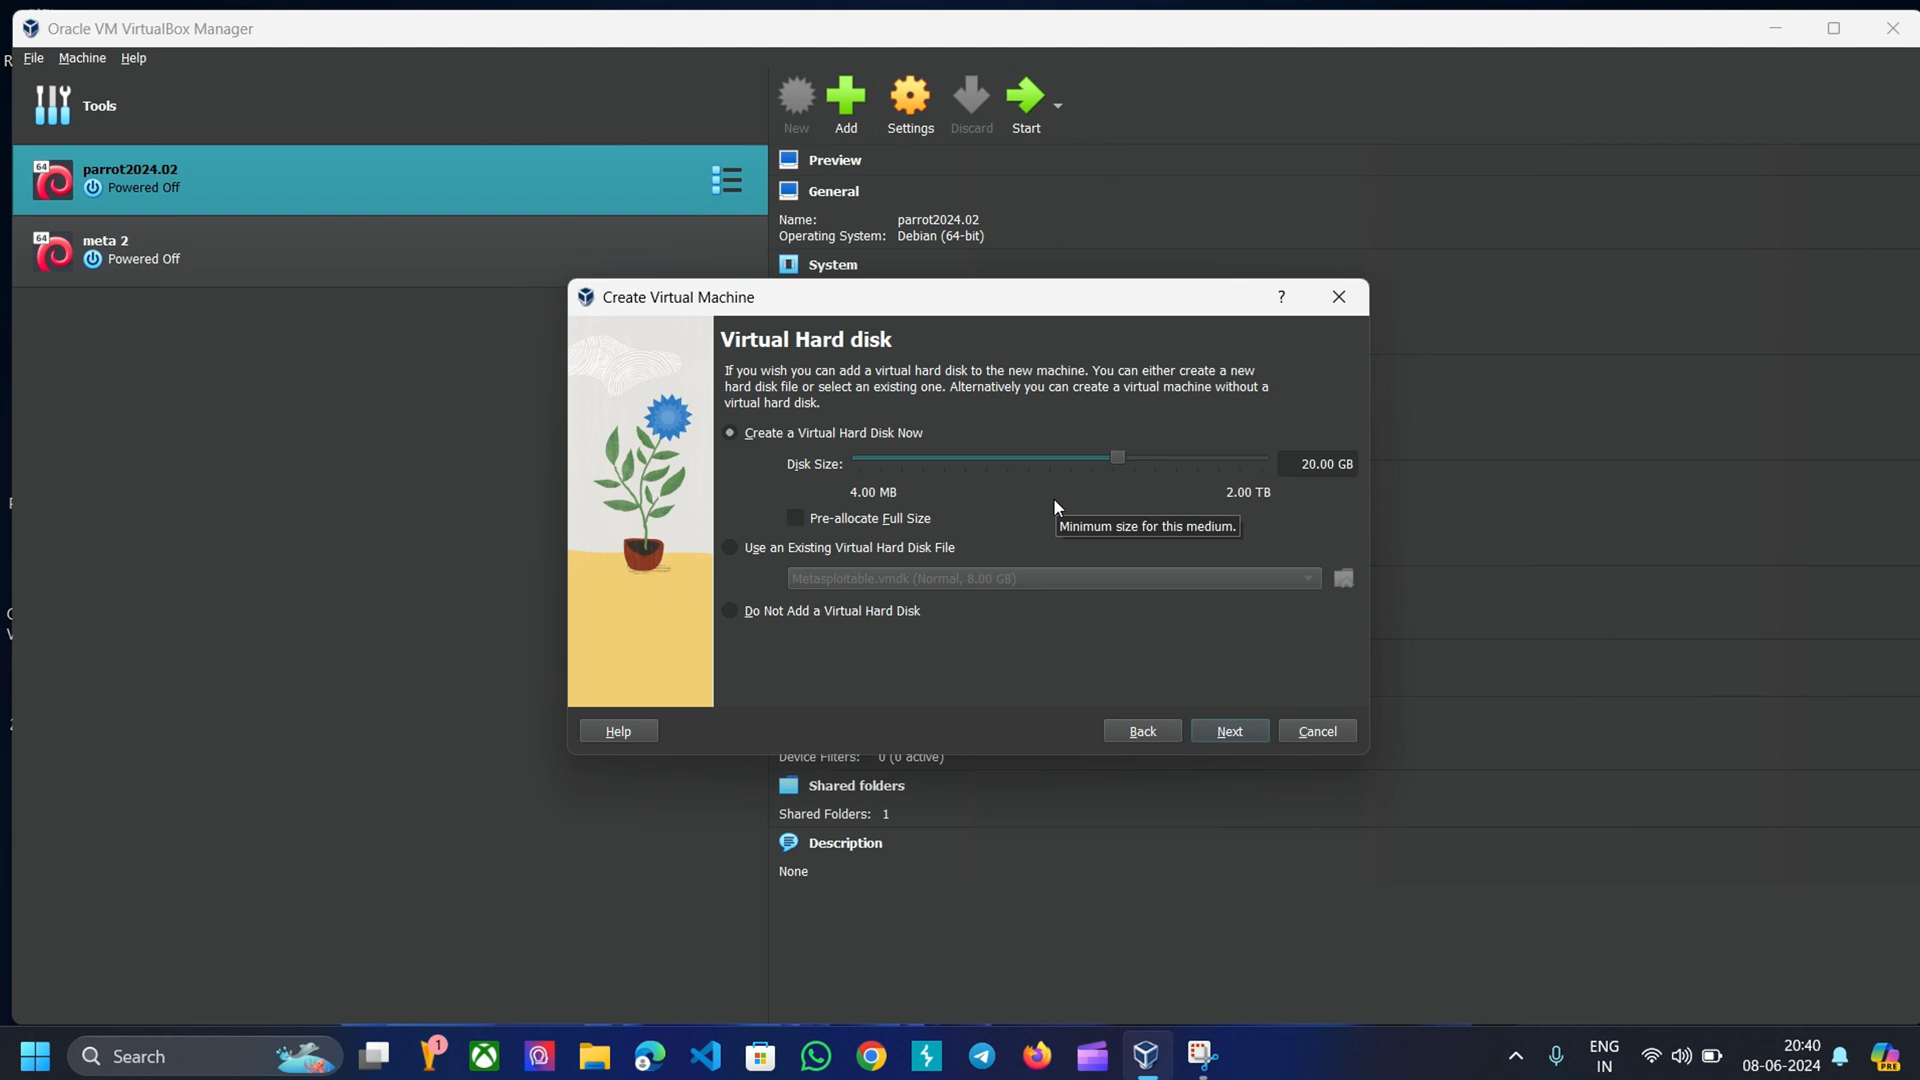 Oracle VM VirtualBox Manager
File Machine Help
Tools
New Add Settings Discard Start
64
parrot2024.02
Powered Off
64
meta 2
Powered Off
Preview
General
Name: parrot2024.02
Operating System: Debian (64-bit)
System
Create Virtual Machine
?
Virtual Hard disk
If you wish you can add a virtual hard disk to the new machine. You can either create a new
hard disk file or select an existing one. Alternatively you can create a virtual machine without a
virtual hard disk.
Create a Virtual Hard Disk Now
Disk Size: 20.00 GB
4.00 MB 2.00 TB
Pre-allocate Full Size
Minimum size for this medium.
Use an Existing Virtual Hard Disk File
Metasploitable.vmdk (Normal, 8.00 GB)
Do Not Add a Virtual Hard Disk
Help Back Next Cancel
Device Filters: 0 (0 active)
Shared folders
Shared Folders: 1
Description
None
Search
1
ENG
IN
20:40
08-06-2024
PRE